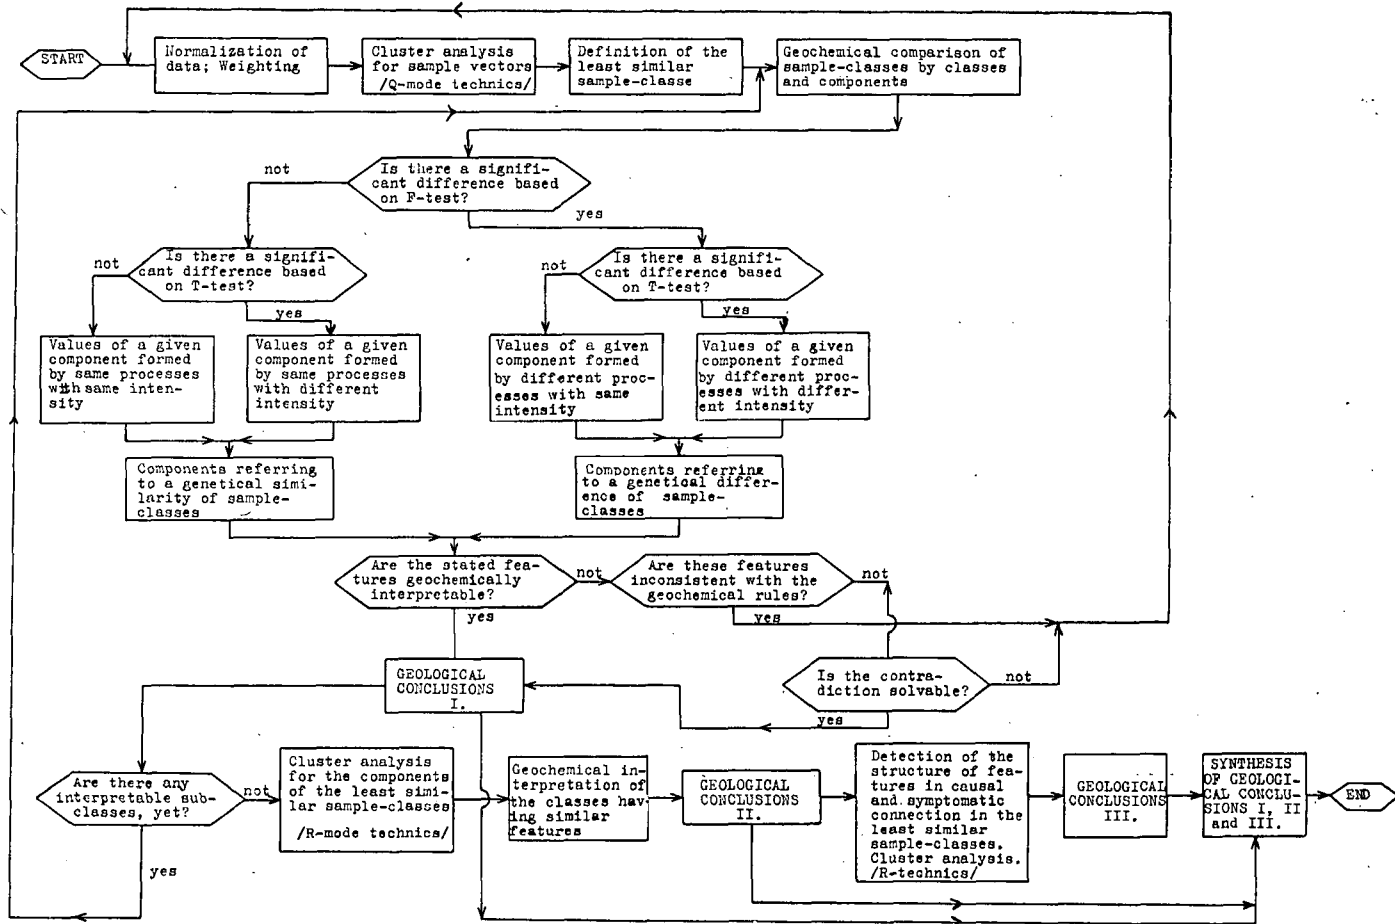 START
Normalization of
data; Weighting
Cluster analysis
for sample vectors
/Q-mode technics/
Definition of the
least similar
sample-classe
Geochemical comparison of
sample-classes by classes
and components
Is there a signifi-
cant difference based
on F-test?
not
yes
Is there a signifi-
cant difference based
on T-test?
not
yes
Is there a signifi-
cant difference based
on T-test?
not
yes
Values of a given
component formed
by same processes
with same inten-
sity
Values of a given
component formed
by same processes
with different
intensity
Values of a given
component formed
by different proc-
esses with same
intensity
Values of a given
component formed
by different proc-
esses with differ-
ent intensity
Components referring
to a genetical simi-
larity of sample-
classes
Components referring
to a genetical differ-
ence of sample-
classes
Are the stated fea-
tures geochemically
interpretable?
not
yes
Are these features
inconsistent with the
geochemical rules?
not
yes
GEOLOGICAL
CONCLUSIONS
I.
Is the contra-
diction solvable?
not
yes
Are there any
interpretable sub-
classes, yet?
not
yes
Cluster analysis
for the components
of the least simi-
lar sample-classes
/R-mode technics/
Geochemical in-
terpretation of
the classes hav-
ing similar
features
GEOLOGICAL
CONCLUSIONS
II.
Detection of the
structure of fea-
tures in causal
and symptomatic
connection in the
least similar
sample-classes.
Cluster analysis.
/R-technics/
GEOLOGICAL
CONCLUSIONS
III.
SYNTHESIS
OF GEOLOGI-
CAL CONCLU-
SIONS I, II
and III.
END